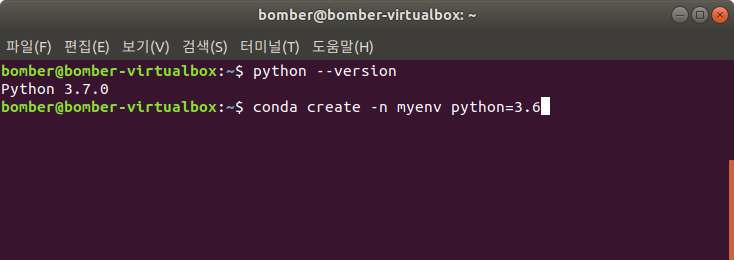 bomber@bomber-virtualbox: ~
파일(F) 편집(E) 보기(V) 검색(S) 터미널(T) 도움말(H)
bomber@bomber-virtualbox:~$ python --version
Python 3.7.0
bomber@bomber-virtualbox:~$ conda create -n myenv python=3.6